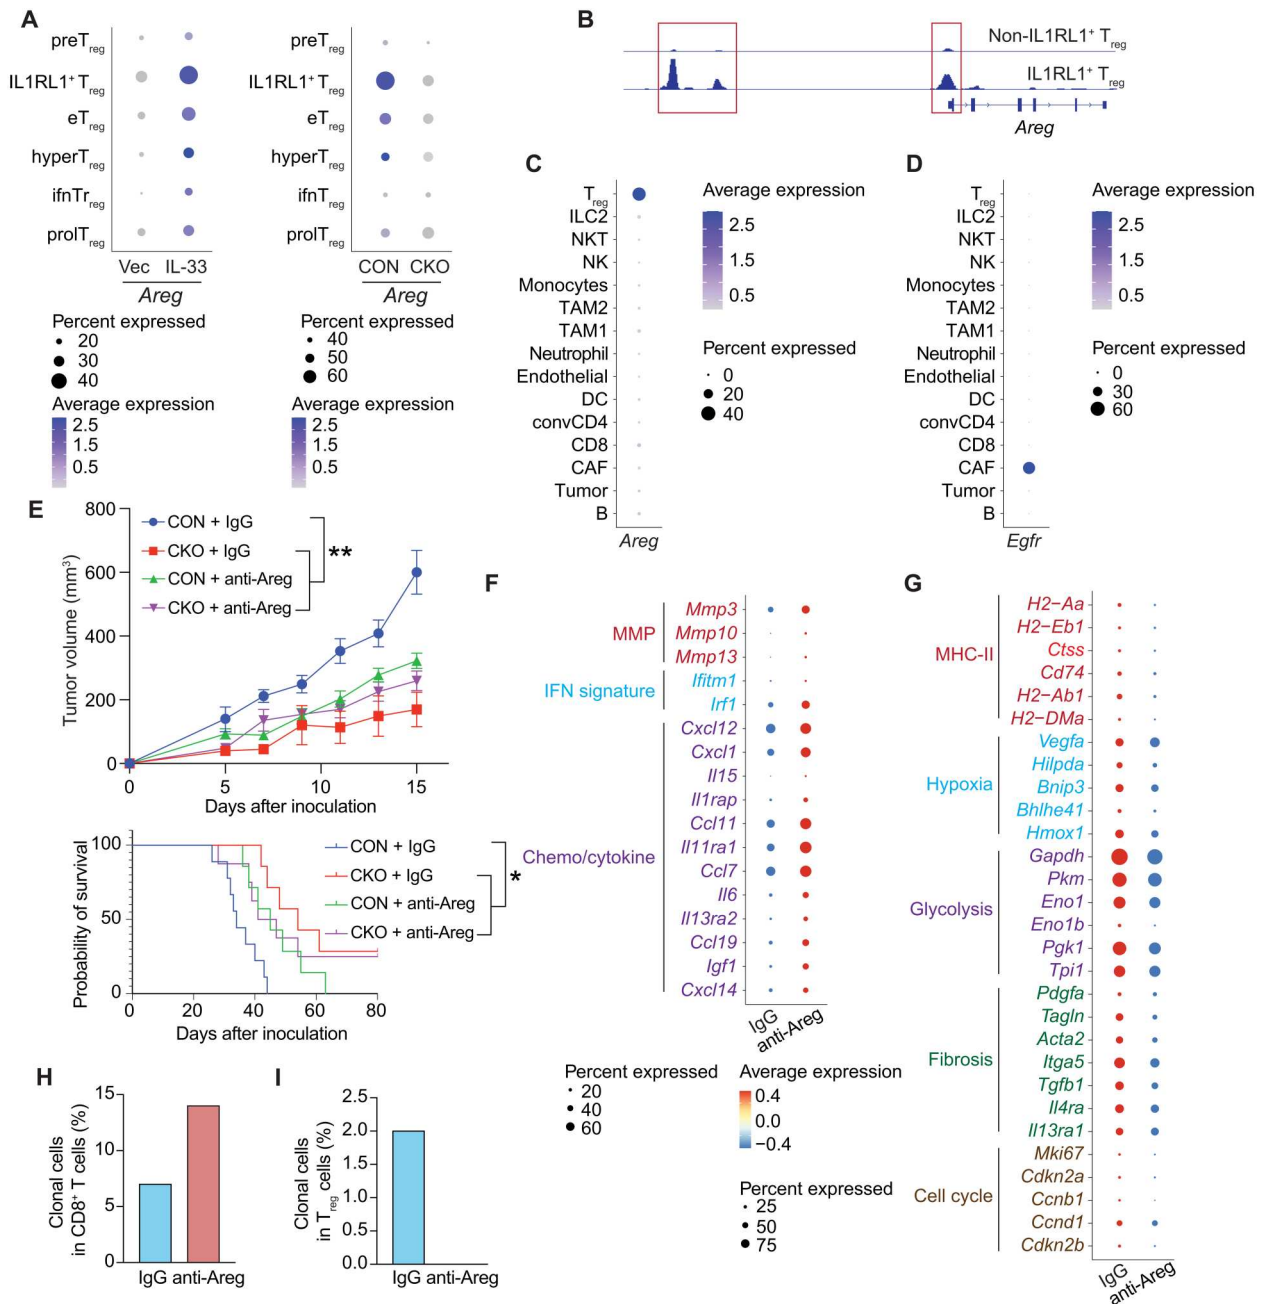 A
preTreg
IL1RL1+ Treg
eTreg
hyperTreg
ifnTrreg
prolTreg
Vec IL-33
Areg
preTreg
IL1RL1+ Treg
eTreg
hyperTreg
ifnTreg
prolTreg
CON CKO
Areg
Percent expressed
20
30
40
Average expression
2.5
1.5
0.5
Percent expressed
40
50
60
Average expression
2.5
1.5
0.5
B
Non-IL1RL1+ Treg
IL1RL1+ Treg
Areg
C
Treg
ILC2
NKT
NK
Monocytes
TAM2
TAM1
Neutrophil
Endothelial
DC
convCD4
CD8
CAF
Tumor
B
Areg
Average expression
2.5
1.5
0.5
Percent expressed
0
20
40
D
Treg
ILC2
NKT
NK
Monocytes
TAM2
TAM1
Neutrophil
Endothelial
DC
convCD4
CD8
CAF
Tumor
B
Egfr
Average expression
2.5
1.5
0.5
Percent expressed
0
30
60
E
Tumor volume (mm3)
800
600
400
200
0
0 5 10 15
Days after inoculation
CON + IgG
CKO + IgG
CON + anti-Areg
CKO + anti-Areg
**
Probability of survival
100
50
0
0 20 40 60 80
Days after inoculation
CON + IgG
CKO + IgG
CON + anti-Areg
CKO + anti-Areg
*
F
MMP
Mmp3
Mmp10
Mmp13
IFN signature
Ifitm1
Irf1
Chemo/cytokine
Cxcl12
Cxcl1
Il15
Il1rap
Ccl11
Il11ra1
Ccl7
Il6
Il13ra2
Ccl19
Igf1
Cxcl14
IgG
anti-Areg
Percent expressed
20
40
60
Average expression
0.4
0.0
−0.4
Percent expressed
25
50
75
G
MHC-II
H2−Aa
H2−Eb1
Ctss
Cd74
H2−Ab1
H2−DMa
Hypoxia
Vegfa
Hilpda
Bnip3
Bhlhe41
Hmox1
Glycolysis
Gapdh
Pkm
Eno1
Eno1b
Pgk1
Tpi1
Fibrosis
Pdgfa
Tagln
Acta2
Itga5
Tgfb1
Il4ra
Il13ra1
Cell cycle
Mki67
Cdkn2a
Ccnb1
Ccnd1
Cdkn2b
IgG
anti-Areg
H
Clonal cells
in CD8+ T cells (%)
15
10
5
0
IgG anti-Areg
I
Clonal cells
in Treg cells (%)
2.5
2.0
1.5
1.0
0.5
0.0
IgG anti-Areg